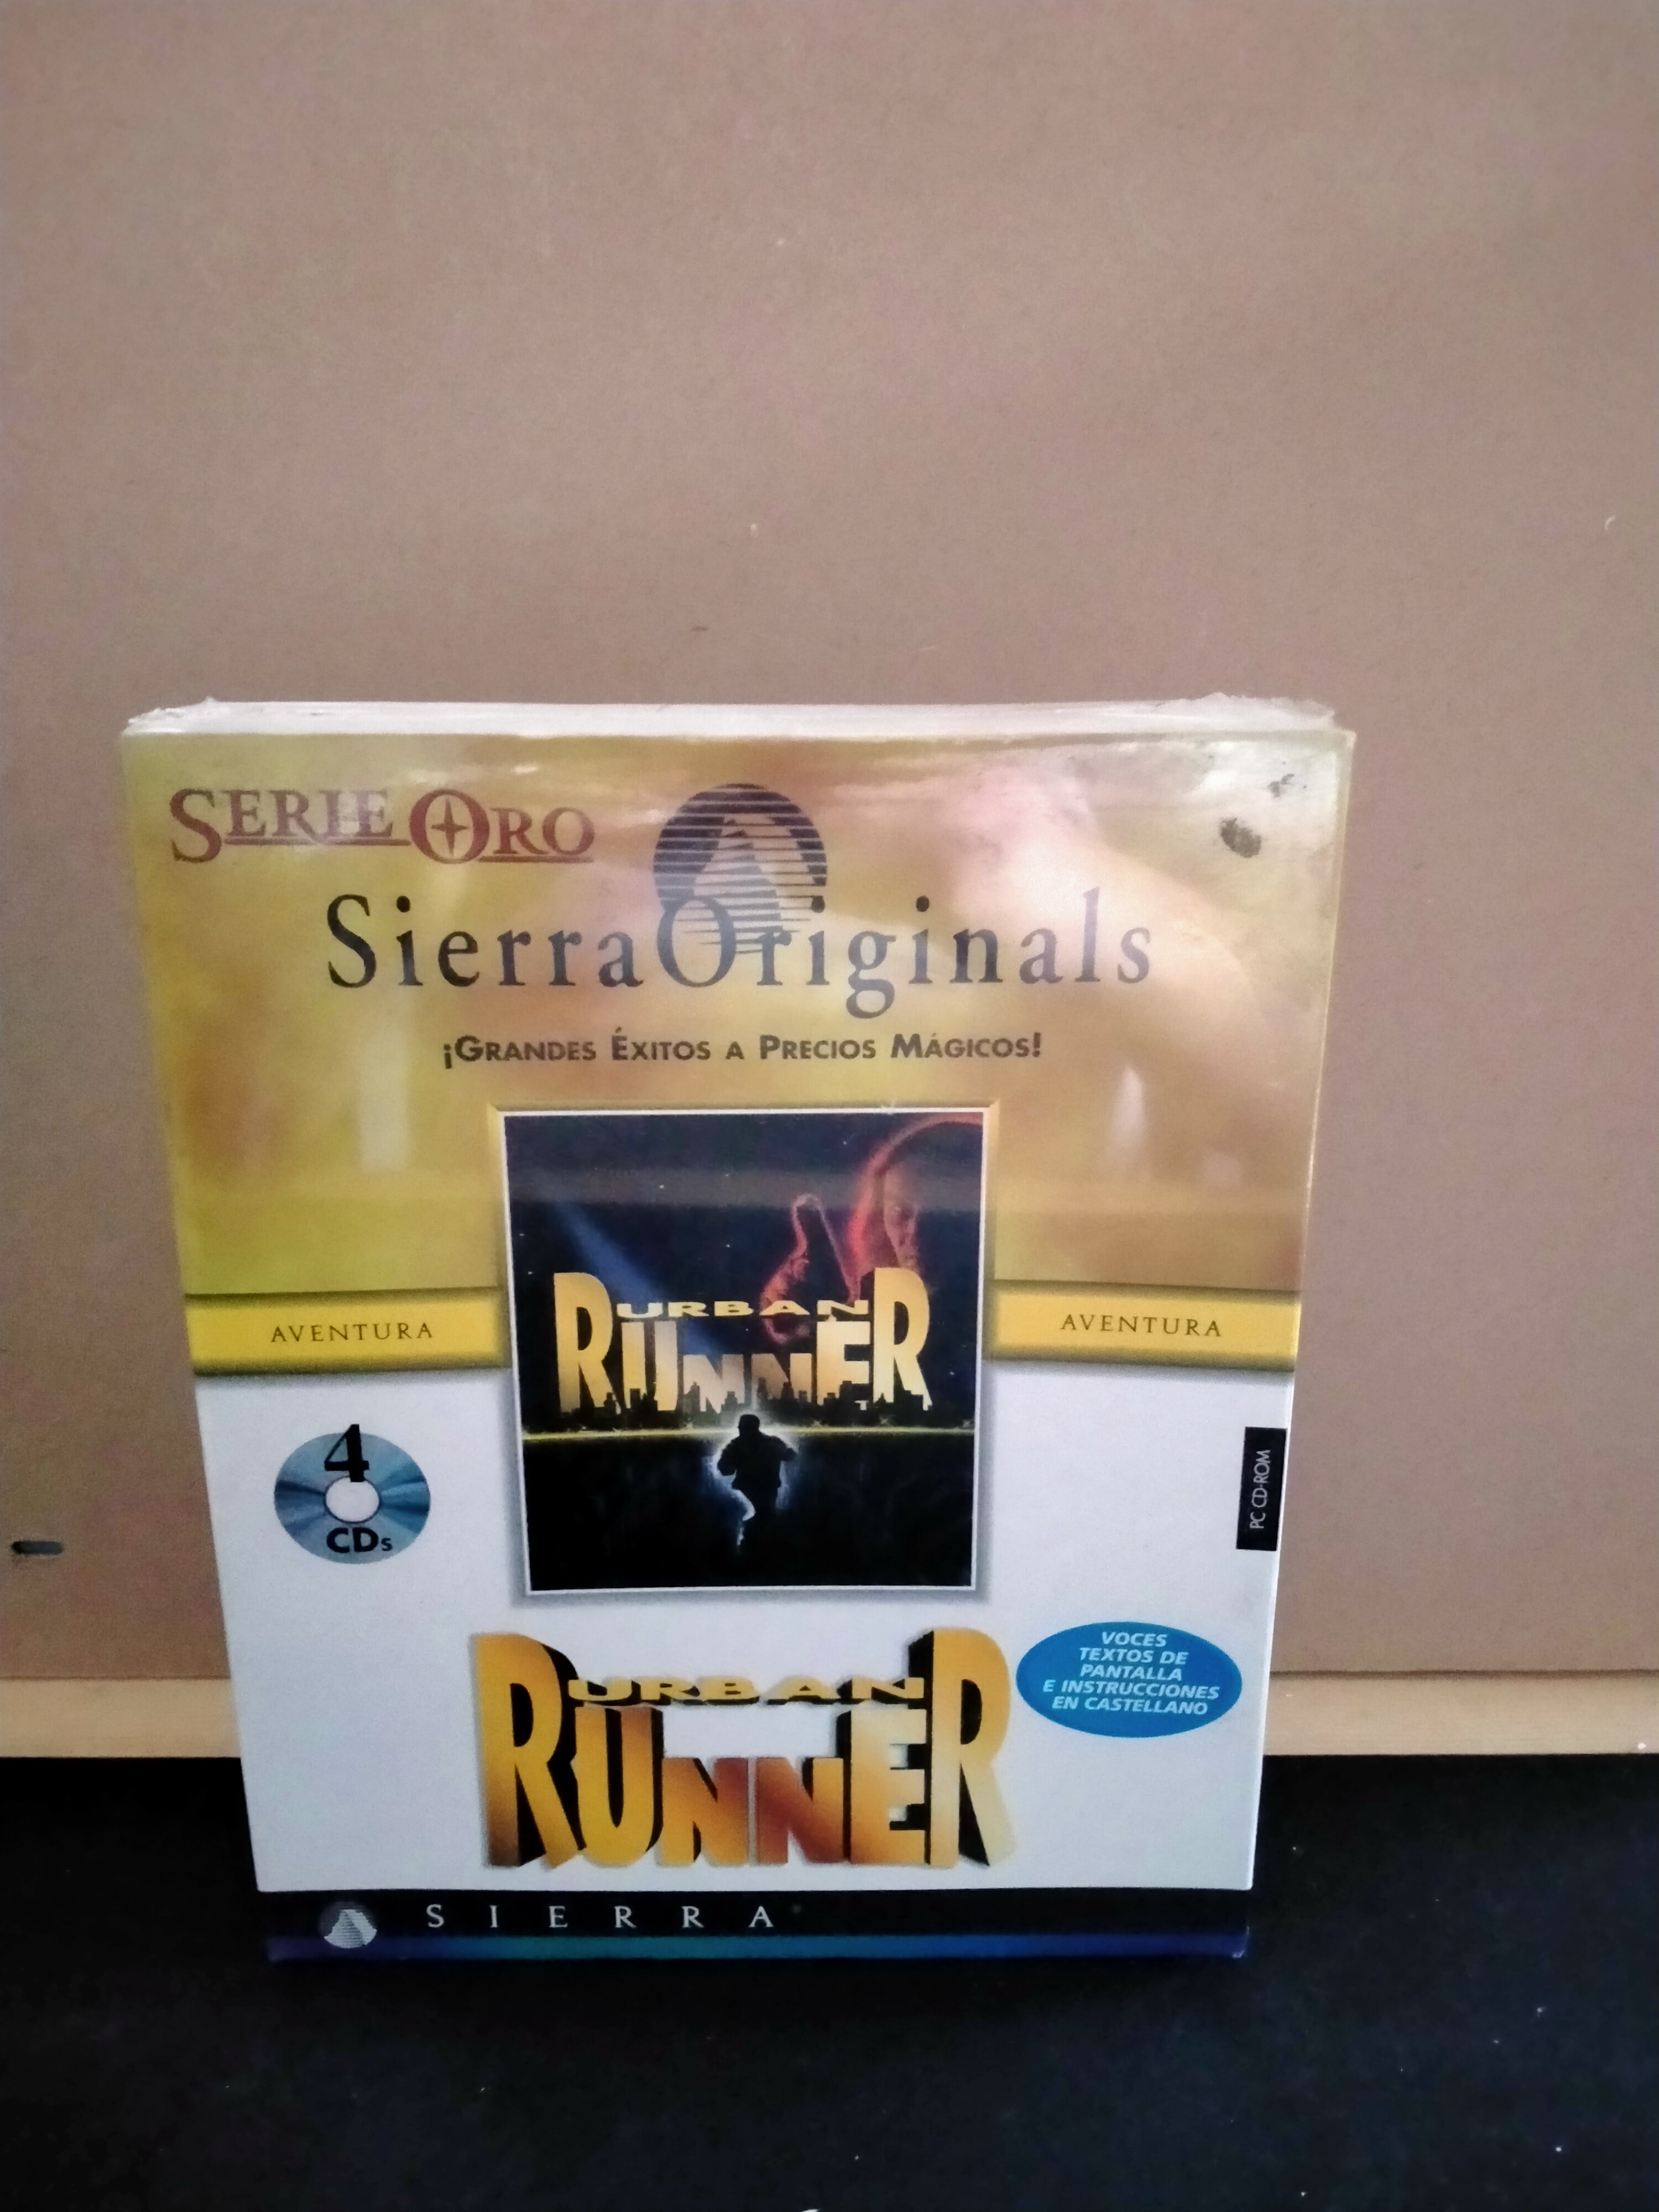 SERIE ORO
SierraOriginals
¡GRANDES ÉXITOS A PRECIOS MÁGICOS!
URBAN
RUNNER
AVENTURA
AVENTURA
4
CDs
PC CD-ROM
VOCES
TEXTOS DE
PANTALLA
E INSTRUCCIONES
EN CASTELLANO
URBAN
RUNNER
SIERRA